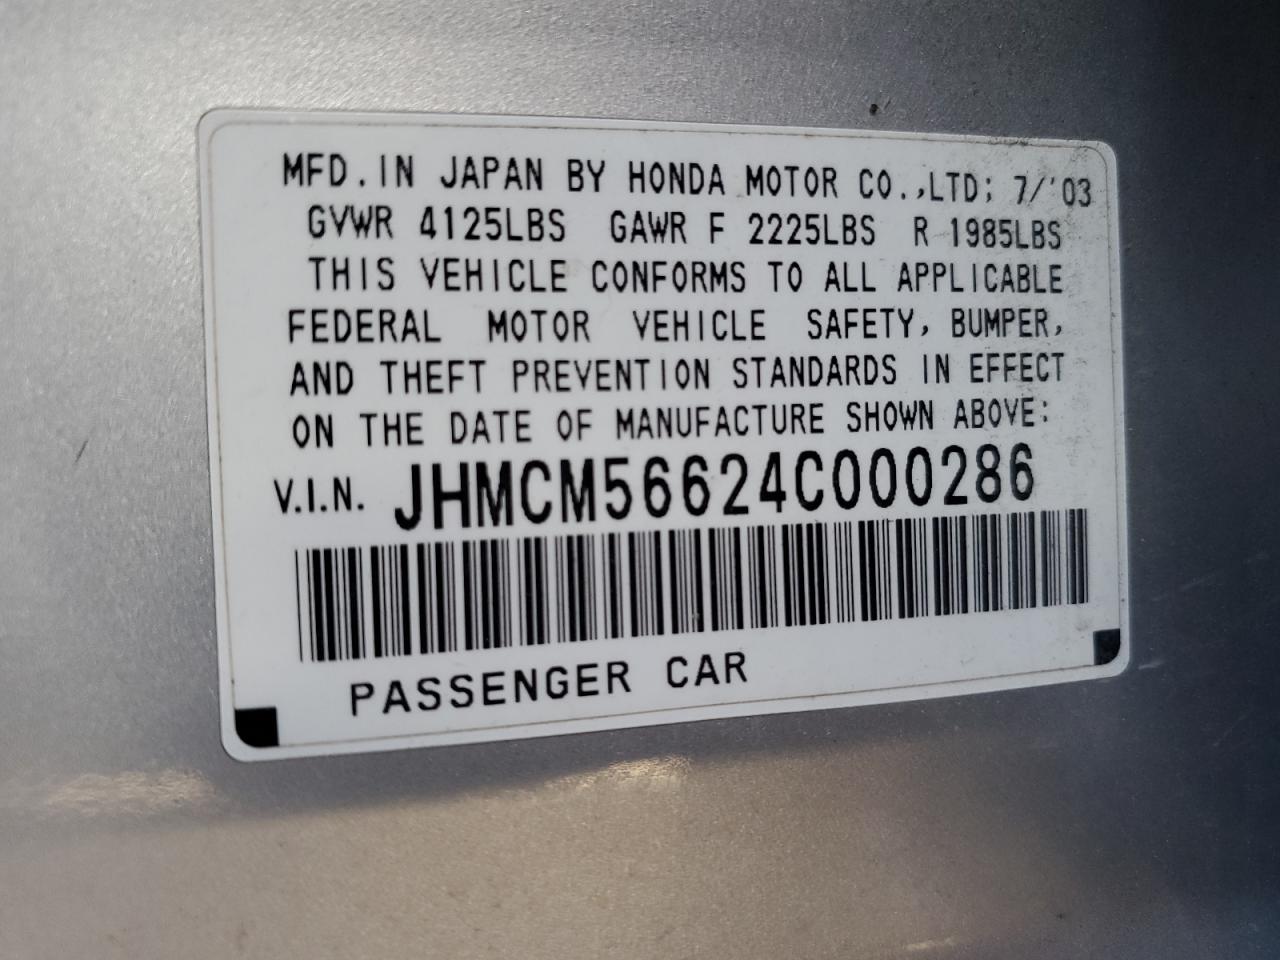 MFD. IN JAPAN BY HONDA MOTOR CO.,LTD; 7/'03
GVWR 4125LBS GAWR F 2225LBS R 1985LBS
THIS VEHICLE CONFORMS TO ALL APPLICABLE
FEDERAL MOTOR VEHICLE SAFETY, BUMPER,
AND THEFT PREVENTION STANDARDS IN EFFECT
ON THE DATE OF MANUFACTURE SHOWN ABOVE:
V.I.N. JHMCM56624C000286
PASSENGER CAR